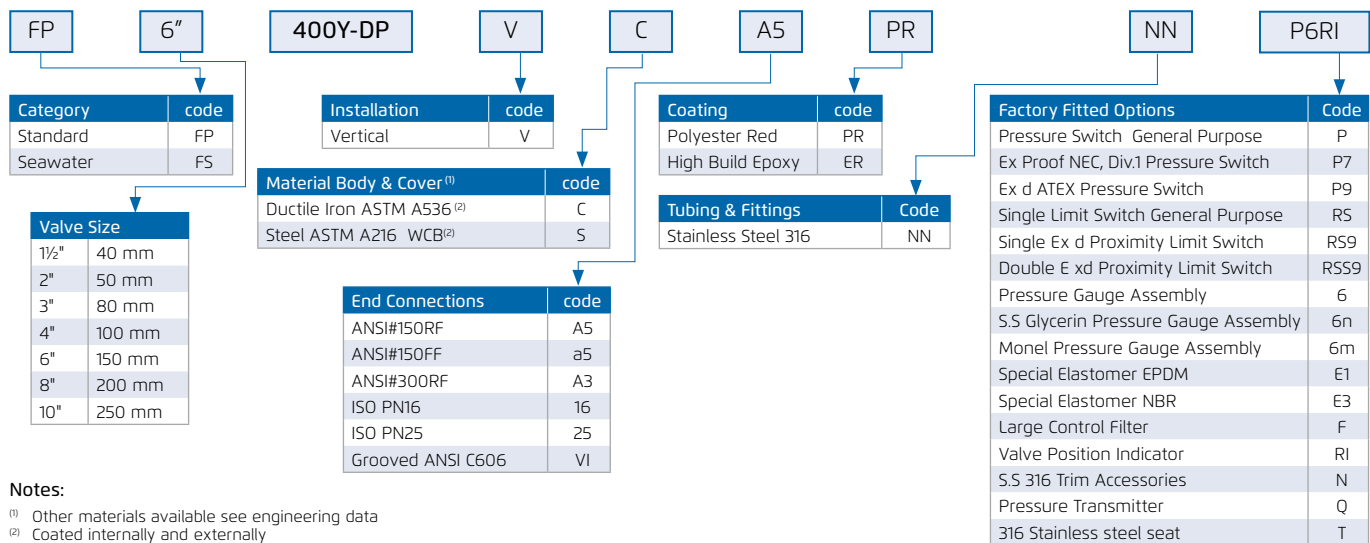 FP 6" 400Y-DP V C A5 PR NN P6RI
Category code
Standard FP
Seawater FS
Valve Size
1½" 40 mm
2" 50 mm
3" 80 mm
4" 100 mm
6" 150 mm
8" 200 mm
10" 250 mm
Installation code
Vertical V
Material Body & Cover (1) code
Ductile Iron ASTM A536 (2) C
Steel ASTM A216 WCB(2) S
End Connections code
ANSI#150RF A5
ANSI#150FF a5
ANSI#300RF A3
ISO PN16 16
ISO PN25 25
Grooved ANSI C606 VI
Coating code
Polyester Red PR
High Build Epoxy ER
Tubing & Fittings Code
Stainless Steel 316 NN
Factory Fitted Options Code
Pressure Switch General Purpose P
Ex Proof NEC, Div.1 Pressure Switch P7
Ex d ATEX Pressure Switch P9
Single Limit Switch General Purpose RS
Single Ex d Proximity Limit Switch RS9
Double E xd Proximity Limit Switch RSS9
Pressure Gauge Assembly 6
S.S Glycerin Pressure Gauge Assembly 6n
Monel Pressure Gauge Assembly 6m
Special Elastomer EPDM E1
Special Elastomer NBR E3
Large Control Filter F
Valve Position Indicator RI
S.S 316 Trim Accessories N
Pressure Transmitter Q
316 Stainless steel seat T
Notes:
(1) Other materials available see engineering data
(2) Coated internally and externally